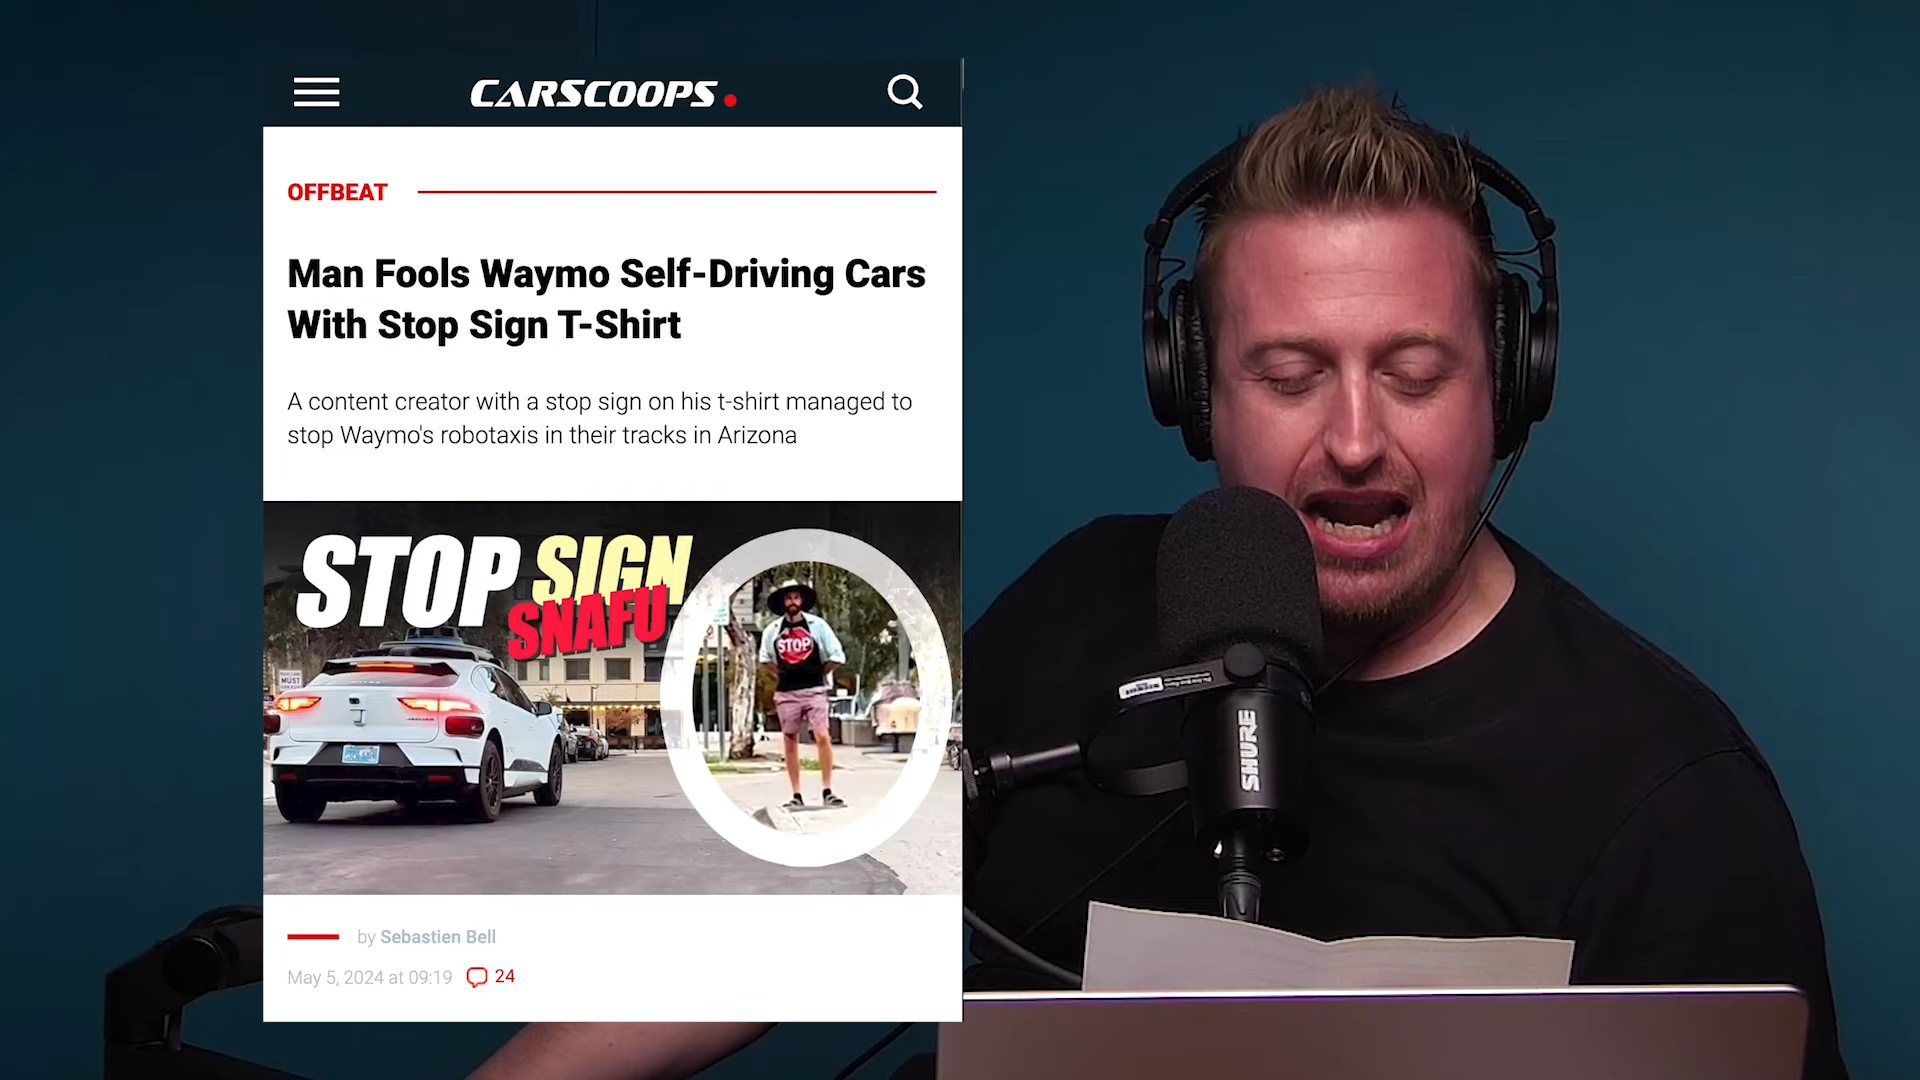 CARSCOOPS.
OFFBEAT
Man Fools Waymo Self-Driving Cars
With Stop Sign T-Shirt
A content creator with a stop sign on his t-shirt managed to
stop Waymo's robotaxis in their tracks in Arizona
STOP SIGN
SNAFU
STOP
MUST
JAGUAR
by Sebastien Bell
May 5, 2024 at 09:19 24
SHURE